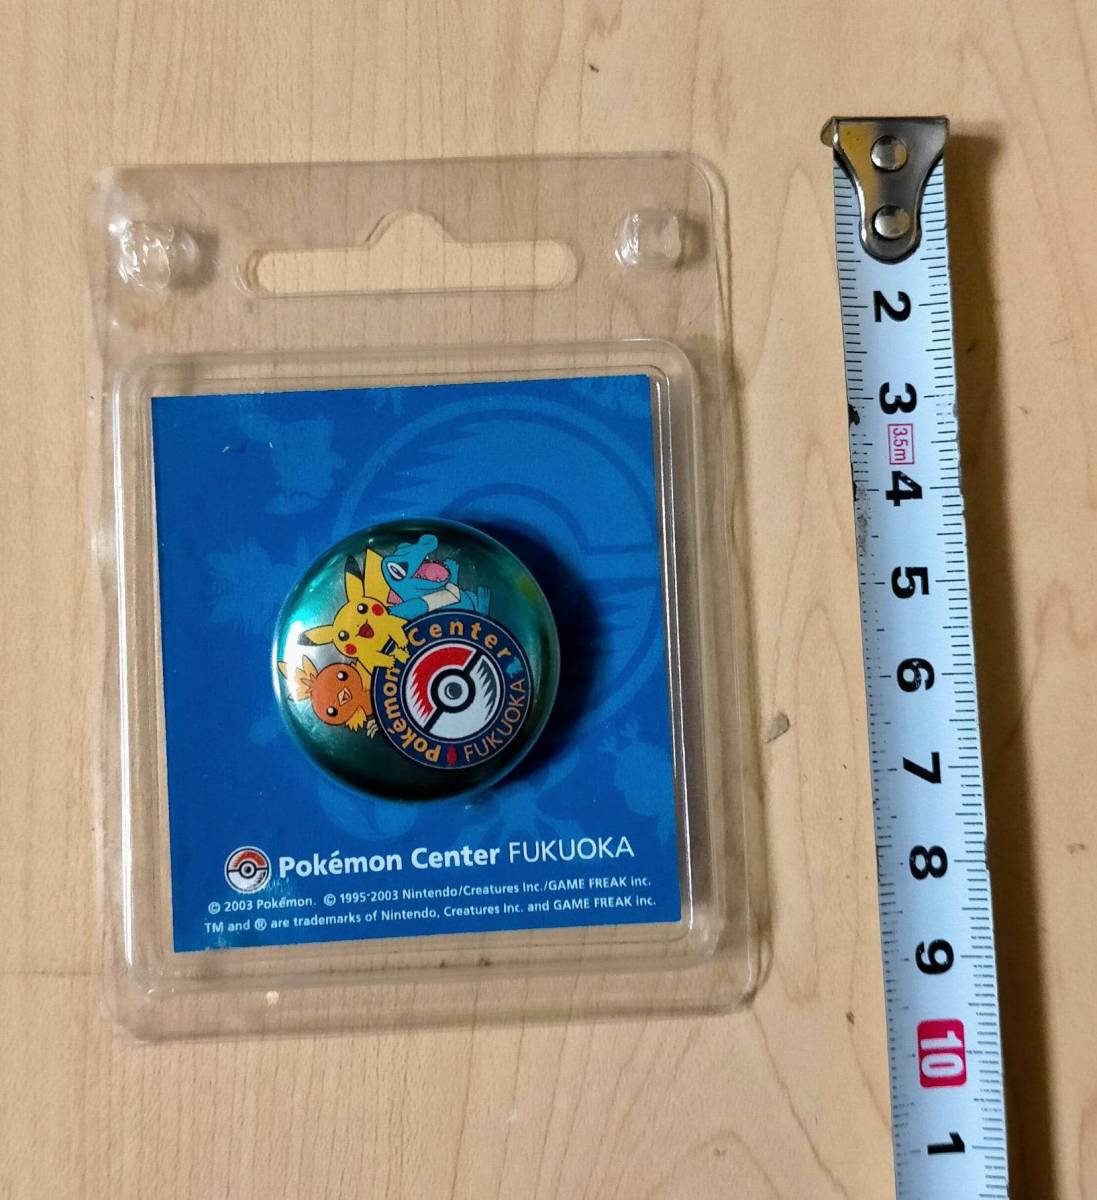 Pokémon Center
FUKUOKA
Pokémon Center FUKUOKA
© 2003 Pokémon. © 1995-2003 Nintendo/Creatures Inc./GAME FREAK inc.
TM and ® are trademarks of Nintendo, Creatures Inc. and GAME FREAK inc.
2
3
3.5m
4
5
6
7
8
9
10
1